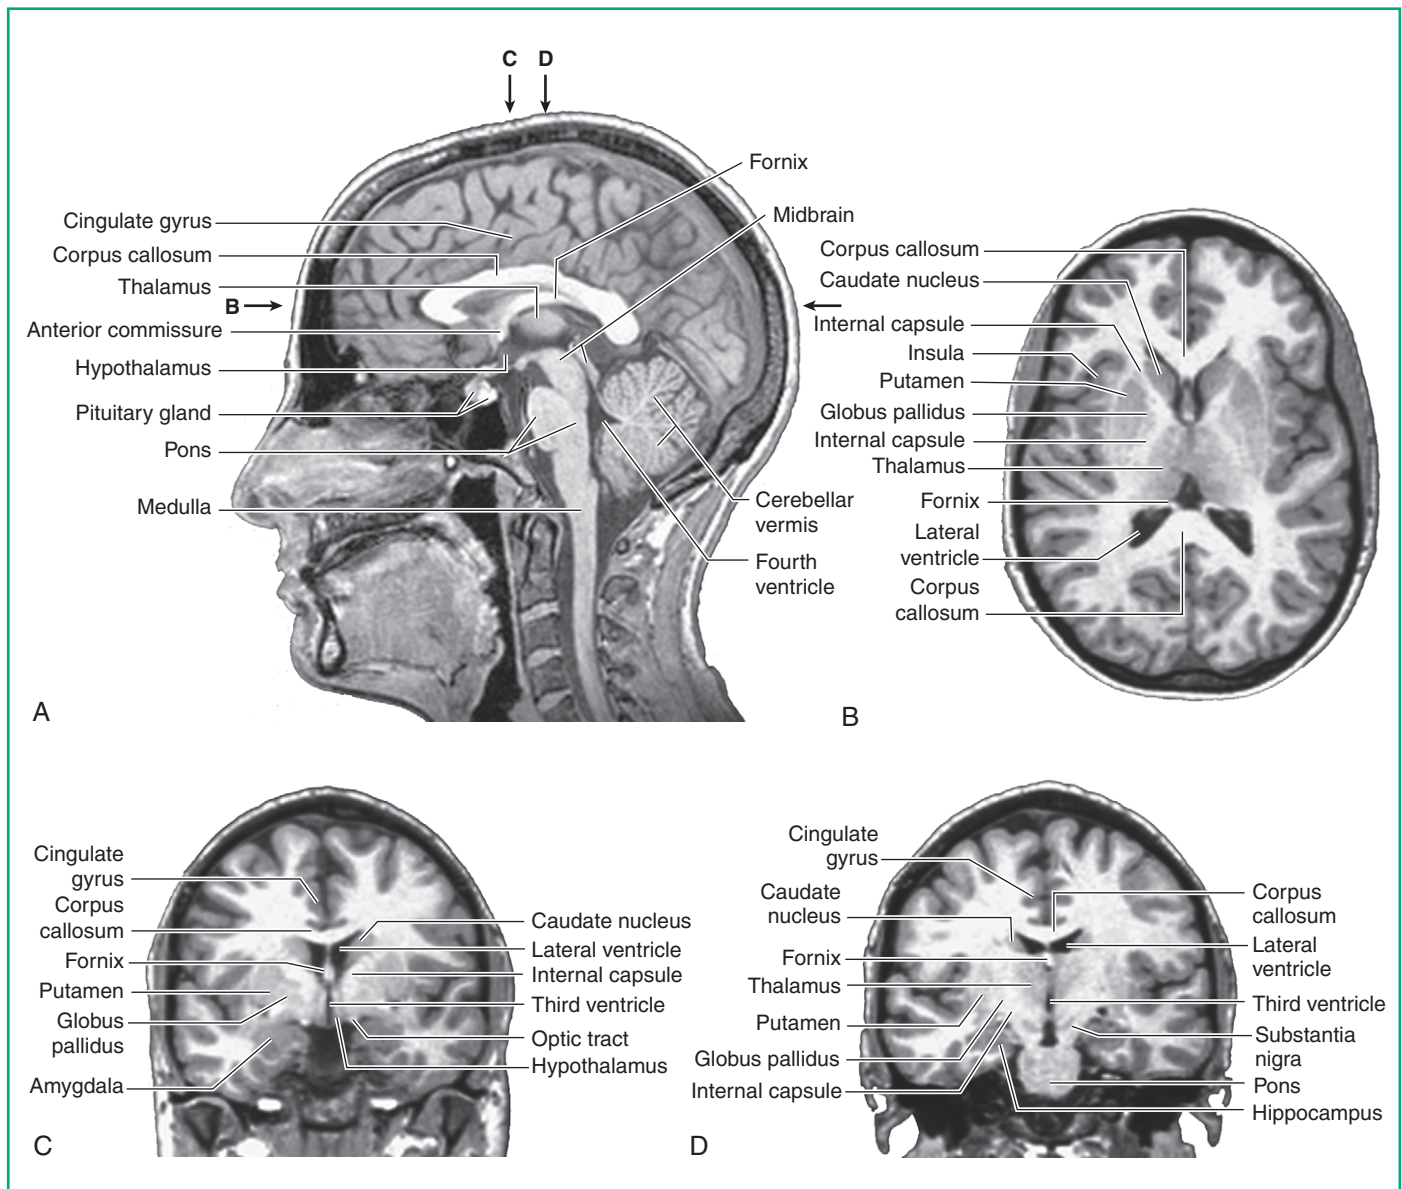 C D
Fornix
Cingulate gyrus
Midbrain
Corpus callosum
Thalamus
B
Anterior commissure
Hypothalamus
Pituitary gland
Pons
Medulla
Cerebellar
vermis
Fourth
ventricle
A
Corpus callosum
Caudate nucleus
Internal capsule
Insula
Putamen
Globus pallidus
Internal capsule
Thalamus
Fornix
Lateral
ventricle
Corpus
callosum
B
Cingulate
gyrus
Corpus
callosum
Fornix
Putamen
Globus
pallidus
Amygdala
Caudate nucleus
Lateral ventricle
Internal capsule
Third ventricle
Optic tract
Hypothalamus
C
Cingulate
gyrus
Caudate
nucleus
Fornix
Thalamus
Putamen
Globus pallidus
Internal capsule
Corpus
callosum
Lateral
ventricle
Third ventricle
Substantia
nigra
Pons
Hippocampus
D